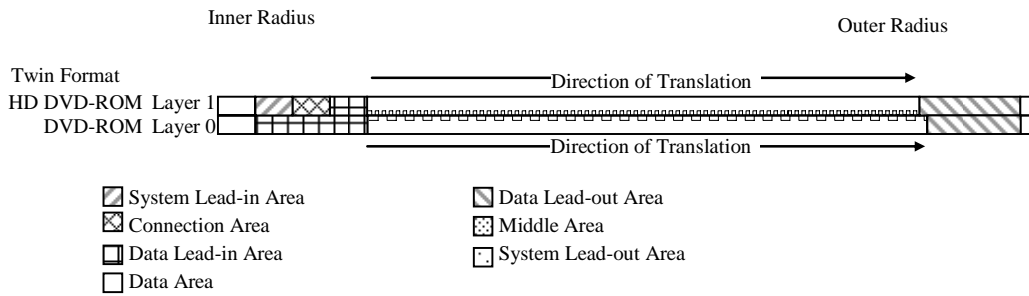 Inner Radius
Outer Radius
Twin Format
Direction of Translation
HD DVD-ROM Layer 1
DVD-ROM Layer 0
Direction of Translation
System Lead-in Area
Data Lead-out Area
Connection Area
Middle Area
Data Lead-in Area
System Lead-out Area
Data Area